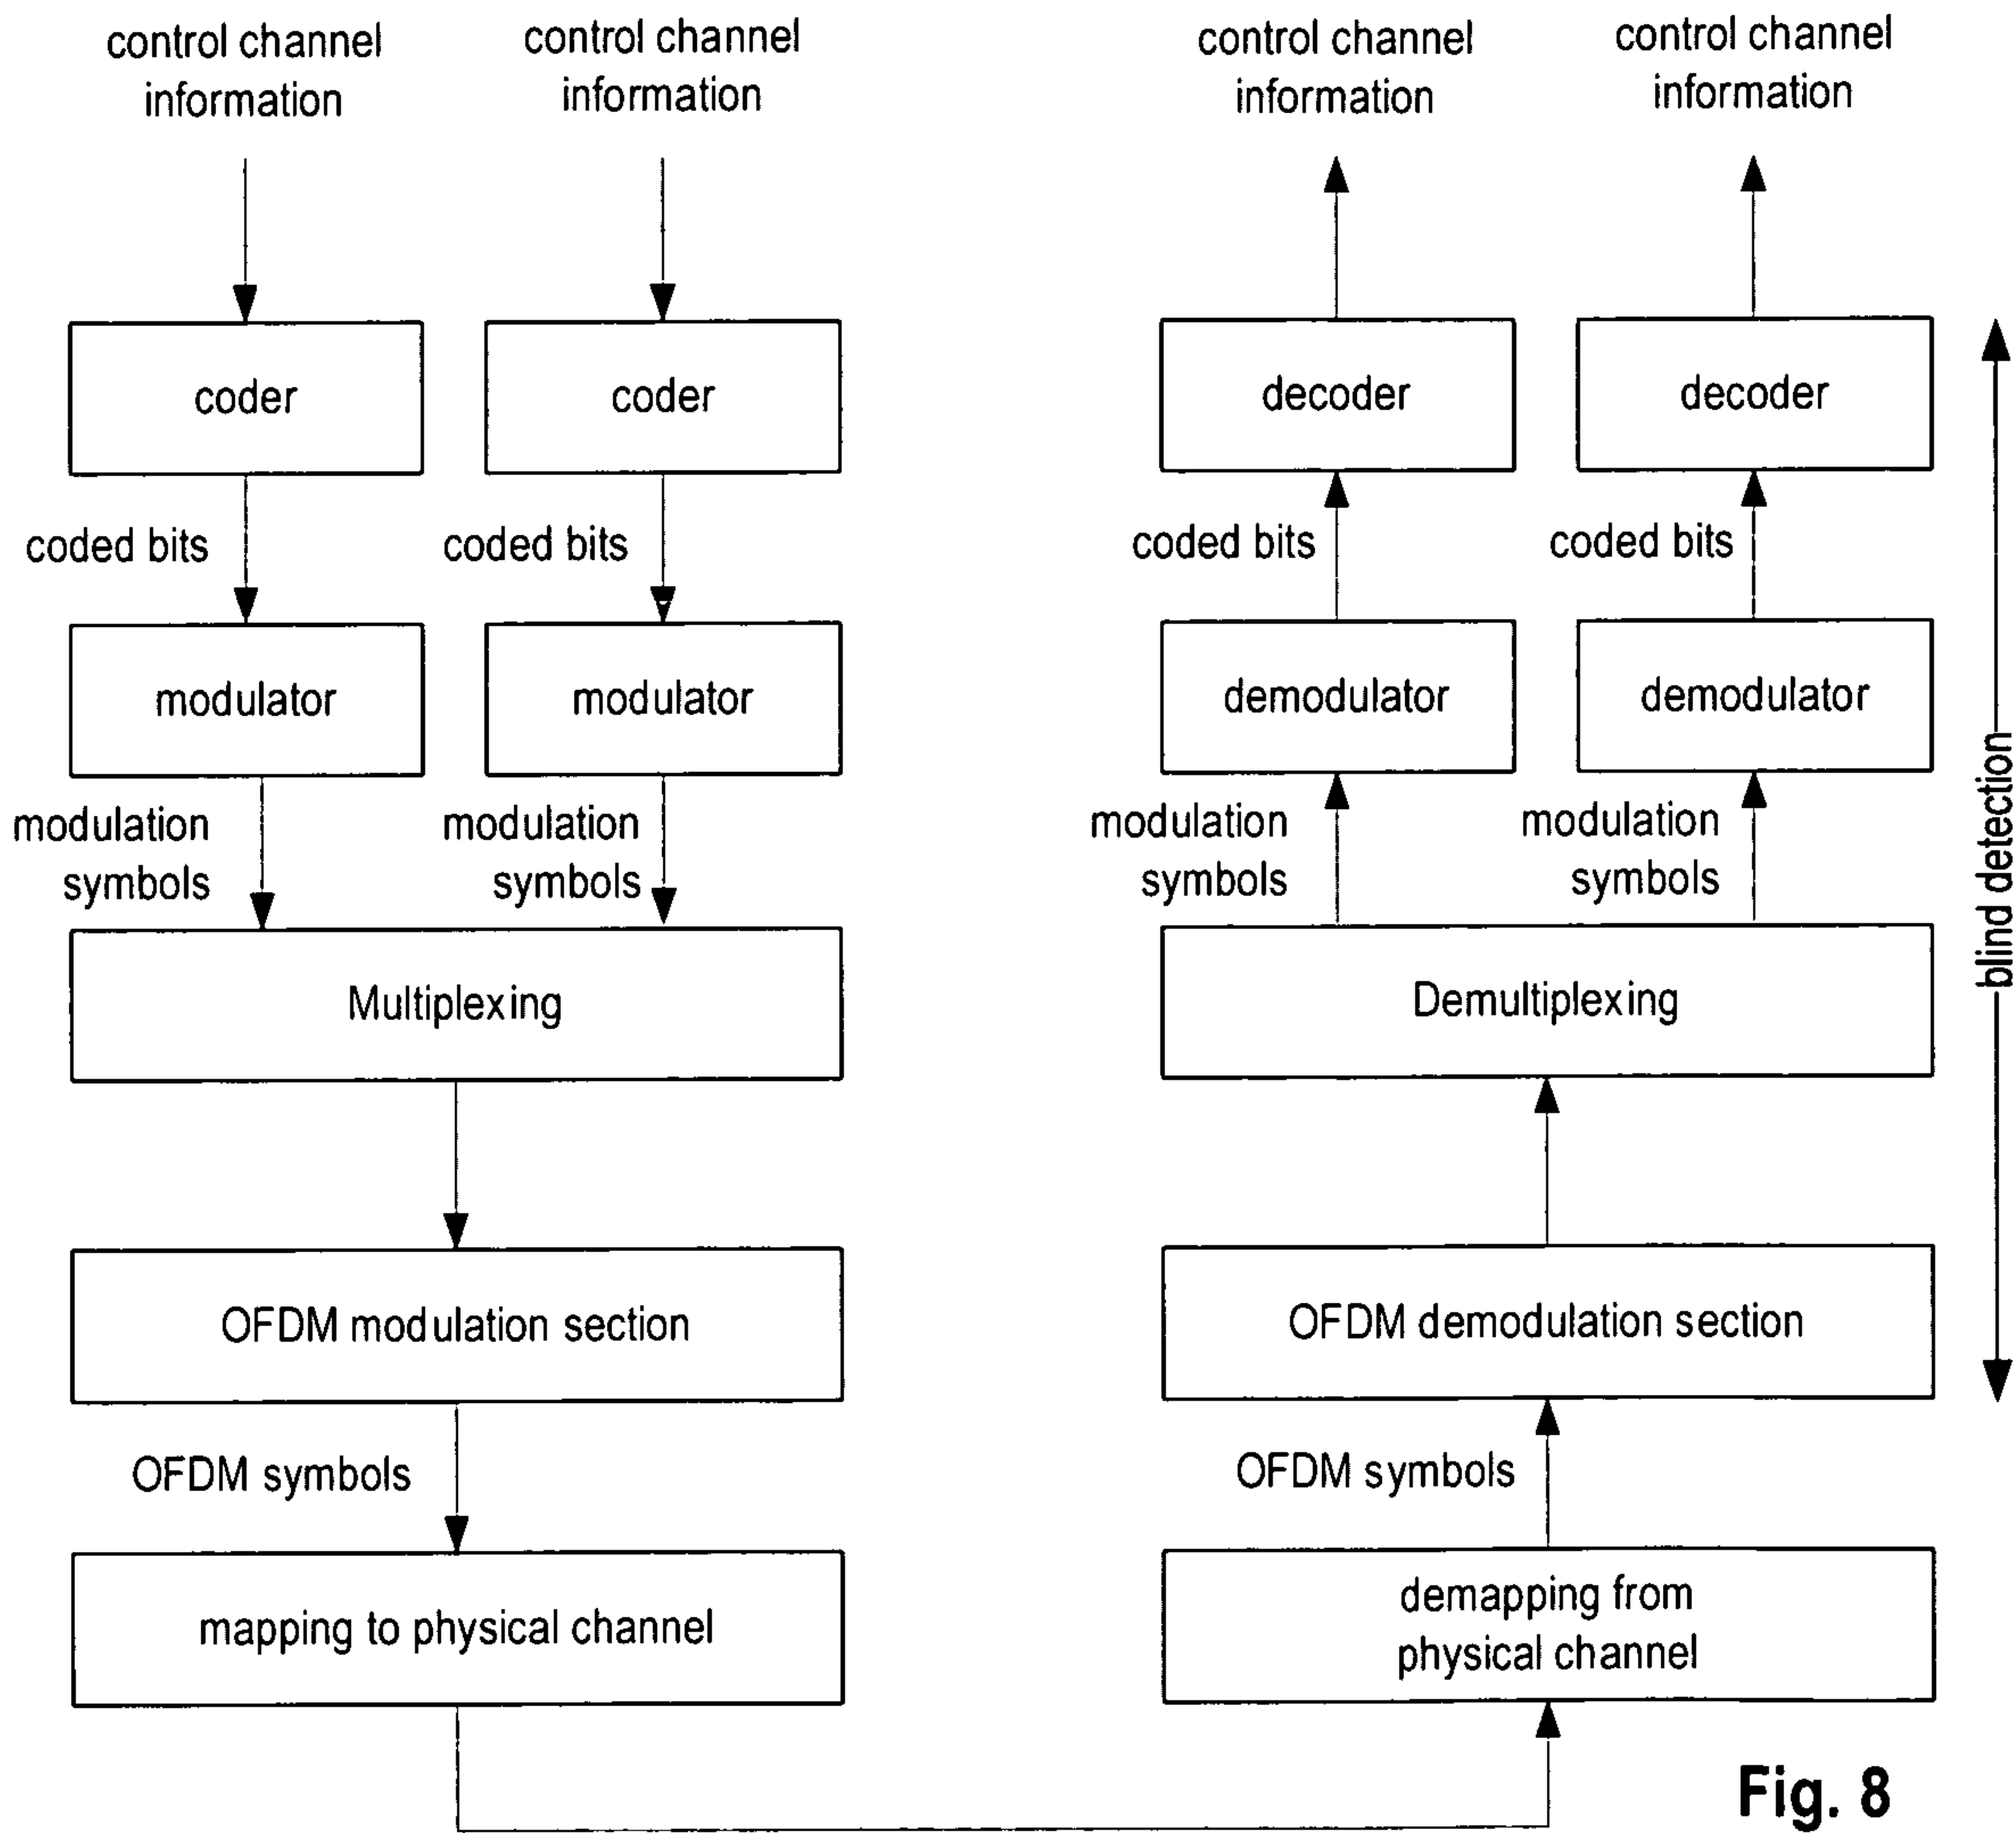 control channel
information
control channel
information
coder
coder
coded bits
coded bits
modulator
modulator
modulation
symbols
modulation
symbols
Multiplexing
OFDM modulation section
OFDM symbols
mapping to physical channel
control channel
information
control channel
information
decoder
decoder
coded bits
coded bits
demodulator
demodulator
modulation
symbols
modulation
symbols
Demultiplexing
OFDM demodulation section
OFDM symbols
demapping from
physical channel
blind detection
Fig. 8